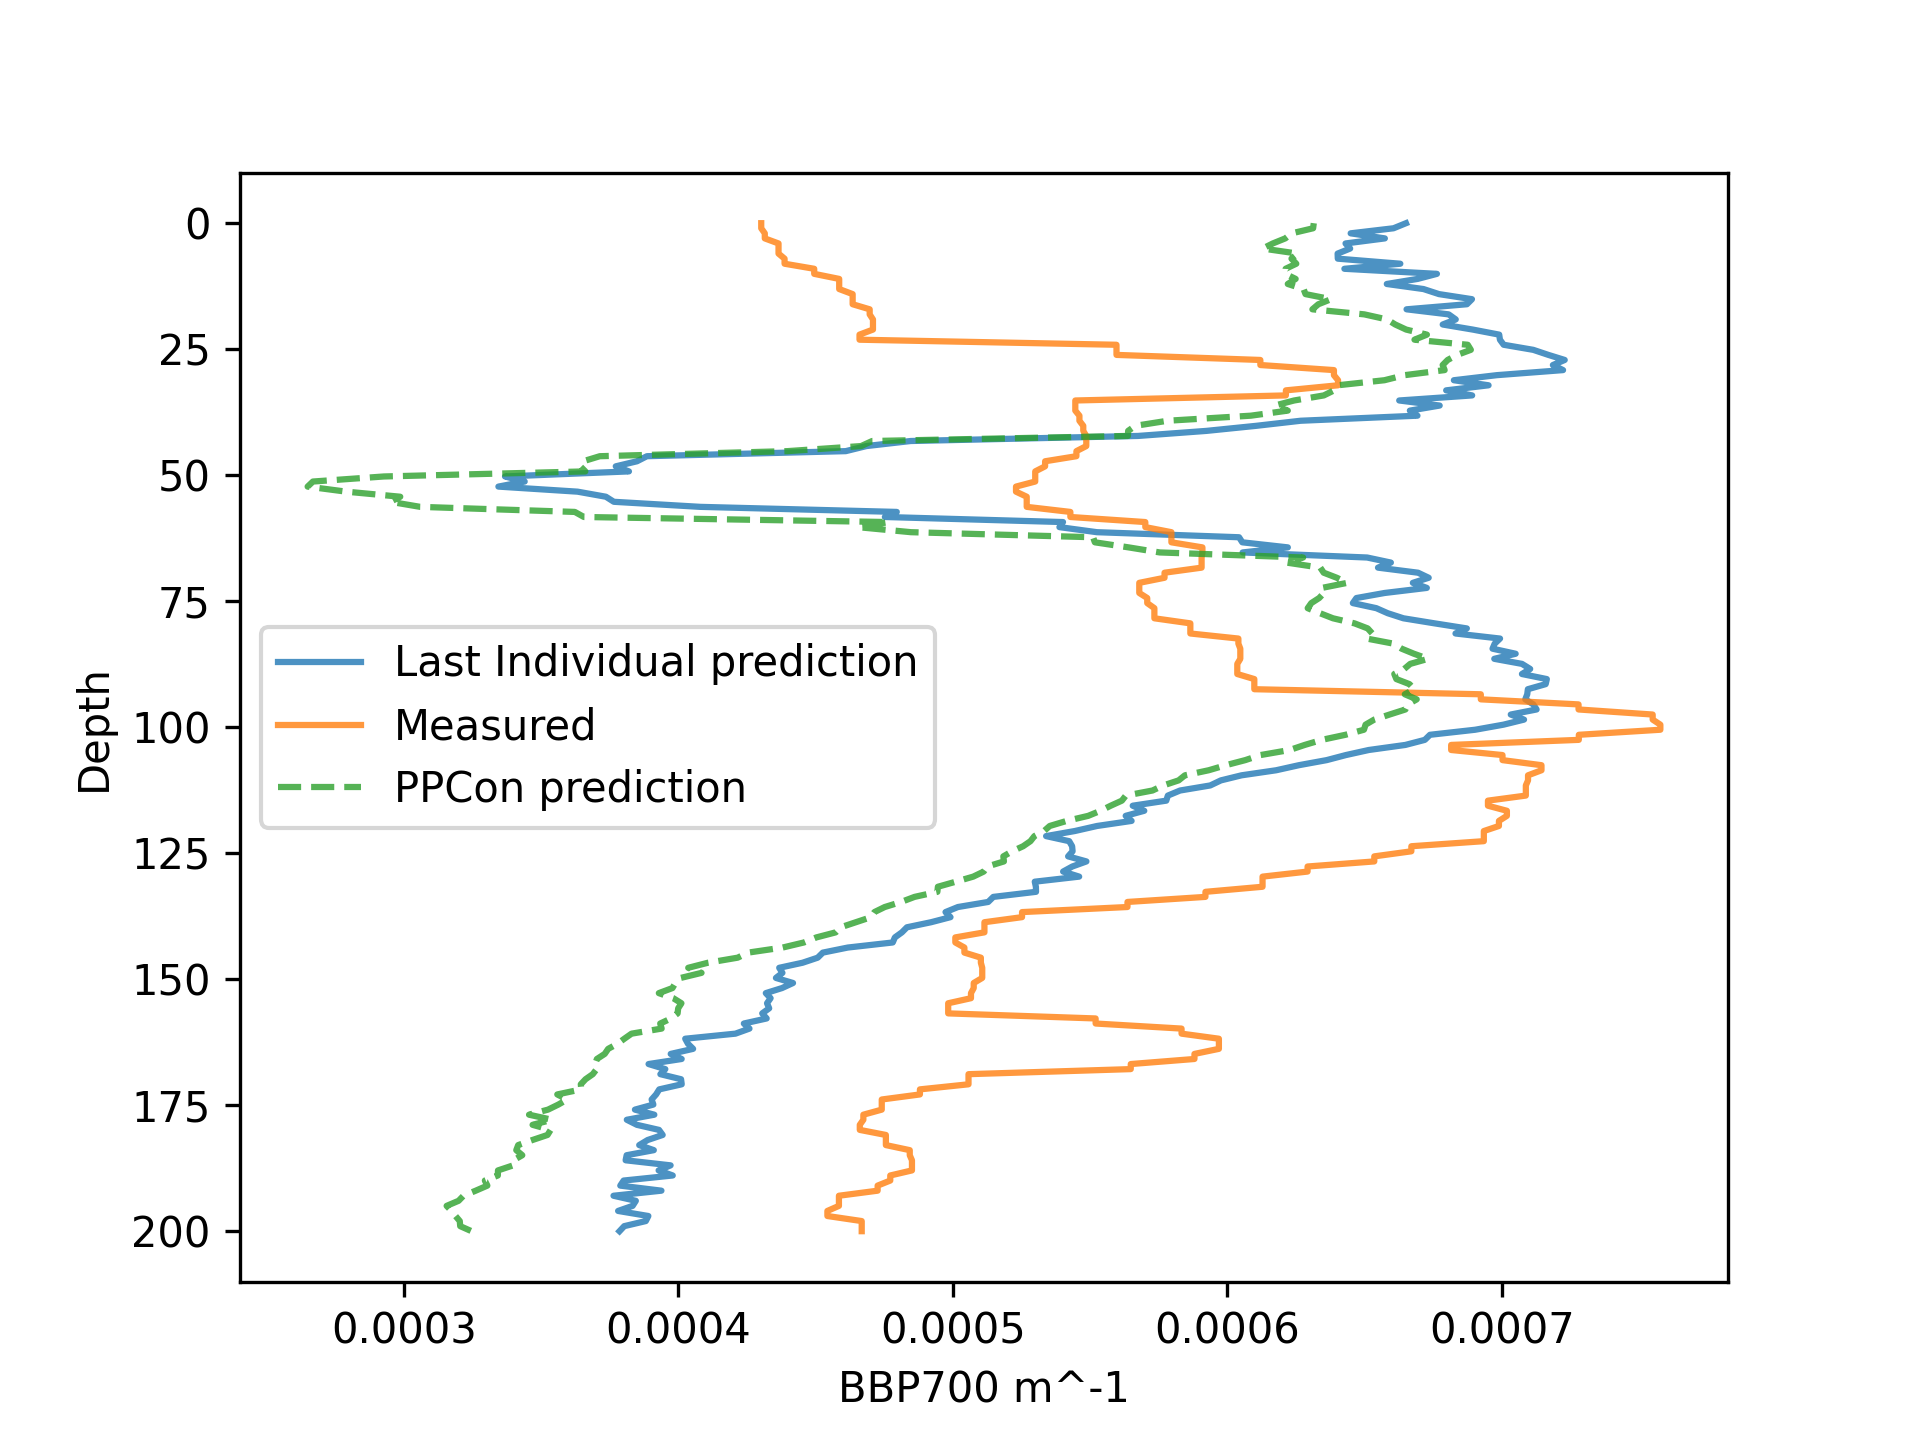 0
25
50
75
100
125
150
175
200
Depth
Last Individual prediction
Measured
PPCon prediction
0.0003 0.0004 0.0005 0.0006 0.0007
BBP700 m^-1